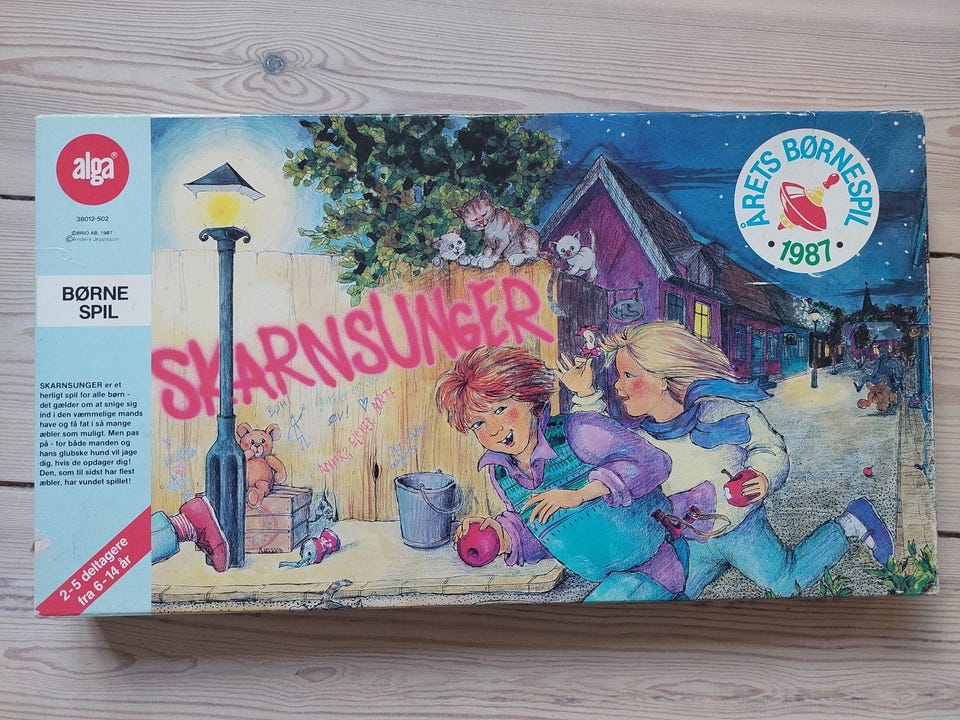 alga®
38012-502
©BRIO AB, 1987
©Anders Jeppsson
BØRNE
SPIL
SKARNSUNGER er et
herligt spil for alle børn -
det gælder om at snige sig
ind i den væmmelige mands
have og få fat i så mange
æbler som muligt. Men pas
på - for både manden og
hans glubske hund vil jage
dig, hvis de opdager dig!
Den, som til sidst har flest
æbler, har vundet spillet!
2-5 deltagere
fra 6-14 år
SKARNSUNGER
BØH!
ØV!
DORTE
ÅRETS BØRNESPIL
• 1987 •